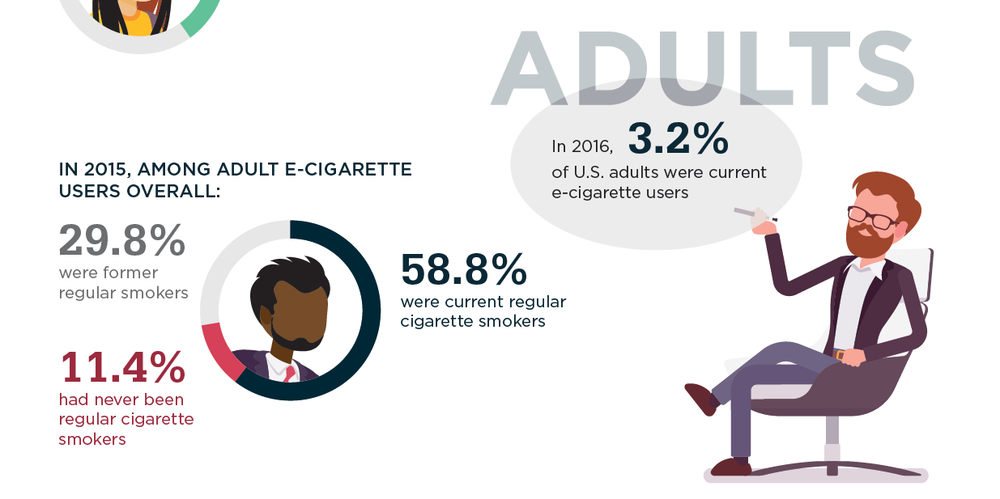 ADULTS
In 2016, 3.2%
of U.S. adults were current
e-cigarette users
IN 2015, AMONG ADULT E-CIGARETTE
USERS OVERALL:
29.8%
were former
regular smokers
58.8%
were current regular
cigarette smokers
11.4%
had never been
regular cigarette
smokers